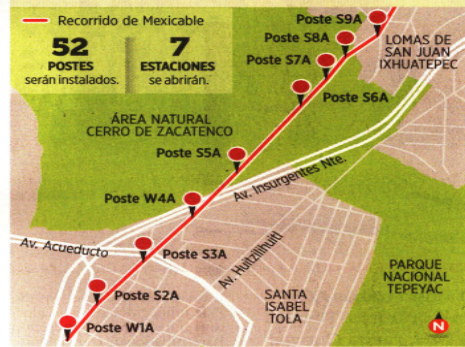 Recorrido de Mexicable
52
POSTES
serán instalados.
7
ESTACIONES
se abrirán.
Poste S9A
Poste S8A
Poste S7A
Poste S6A
LOMAS DE
SAN JUAN
IXHUATEPEC
ÁREA NATURAL
CERRO DE ZACATENCO
Poste S5A
Av. Insurgentes Nte.
Poste W4A
Av. Acueducto
Poste S3A
Av. Huitzilihuitl
Poste S2A
Poste W1A
SANTA
ISABEL
TOLA
PARQUE
NACIONAL
TEPEYAC
N